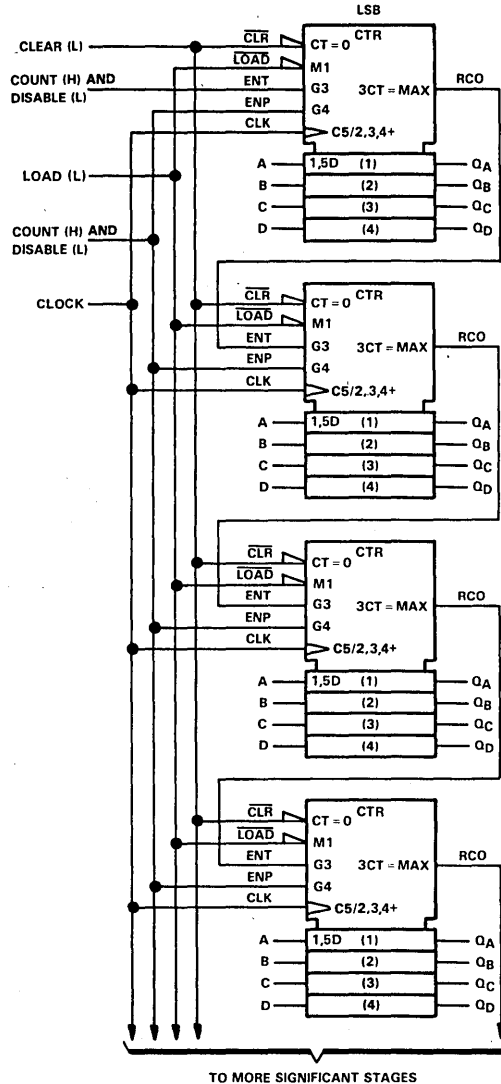 LSB
CLEAR (L)
CLR CT = 0 CTR
LOAD M1
COUNT (H) AND
DISABLE (L)
ENT G3 3CT = MAX RCO
ENP G4
CLK C5/2,3,4+
A 1,5D (1) QA
LOAD (L)
B (2) QB
C (3) QC
D (4) QD
COUNT (H) AND
DISABLE (L)
CLOCK
CLR CT = 0 CTR
LOAD M1
ENT G3 3CT = MAX RCO
ENP G4
CLK C5/2,3,4+
A 1,5D (1) QA
B (2) QB
C (3) QC
D (4) QD
CLR CT = 0 CTR
LOAD M1
ENT G3 3CT = MAX RCO
ENP G4
CLK C5/2,3,4+
A 1,5D (1) QA
B (2) QB
C (3) QC
D (4) QD
CLR CT = 0 CTR
LOAD M1
ENT G3 3CT = MAX RCO
ENP G4
CLK C5/2,3,4+
A 1,5D (1) QA
B (2) QB
C (3) QC
D (4) QD
TO MORE SIGNIFICANT STAGES